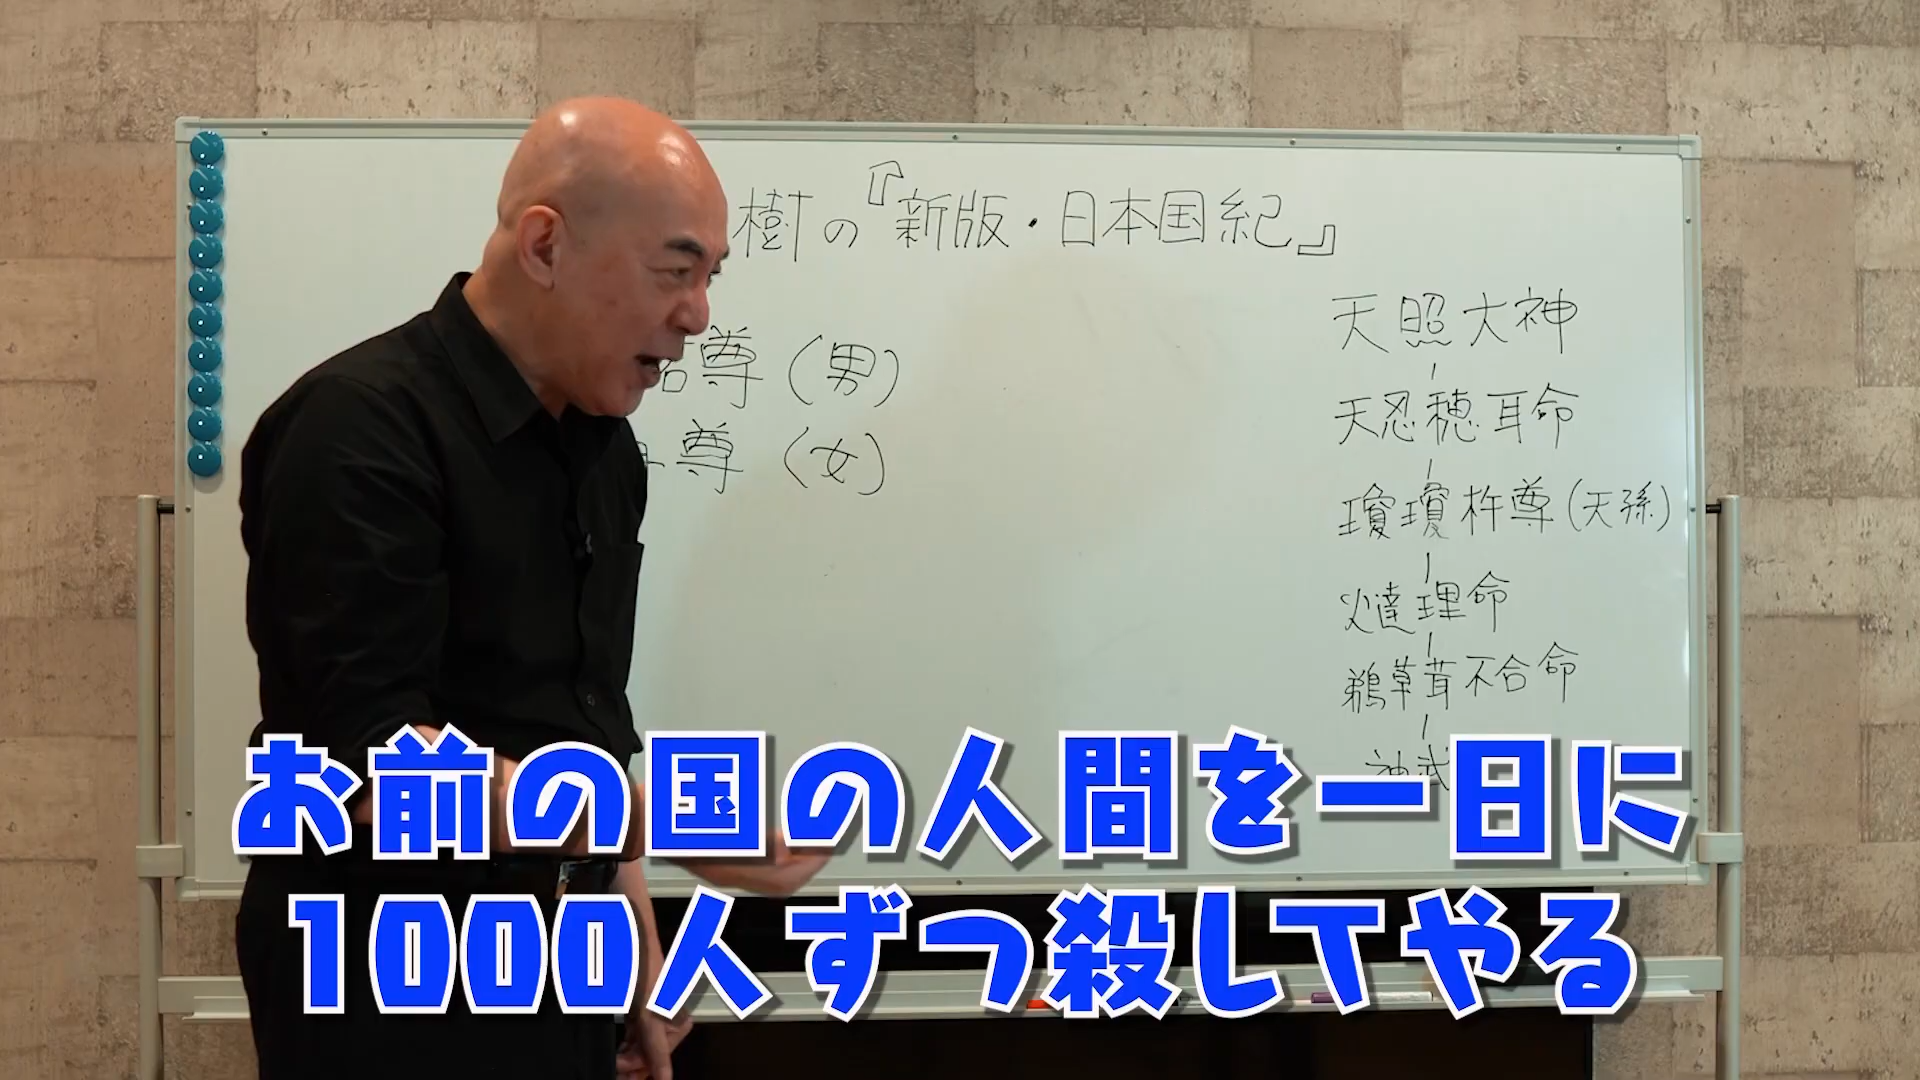 樹の『新版・日本国紀』
尊（男）
尊（女）
天照大神
天忍穂耳命
瓊瓊杵尊（天孫）
火達理命
鵜草葺不合命
神武
お前の国の人間を一日に
1000人ずつ殺してやる